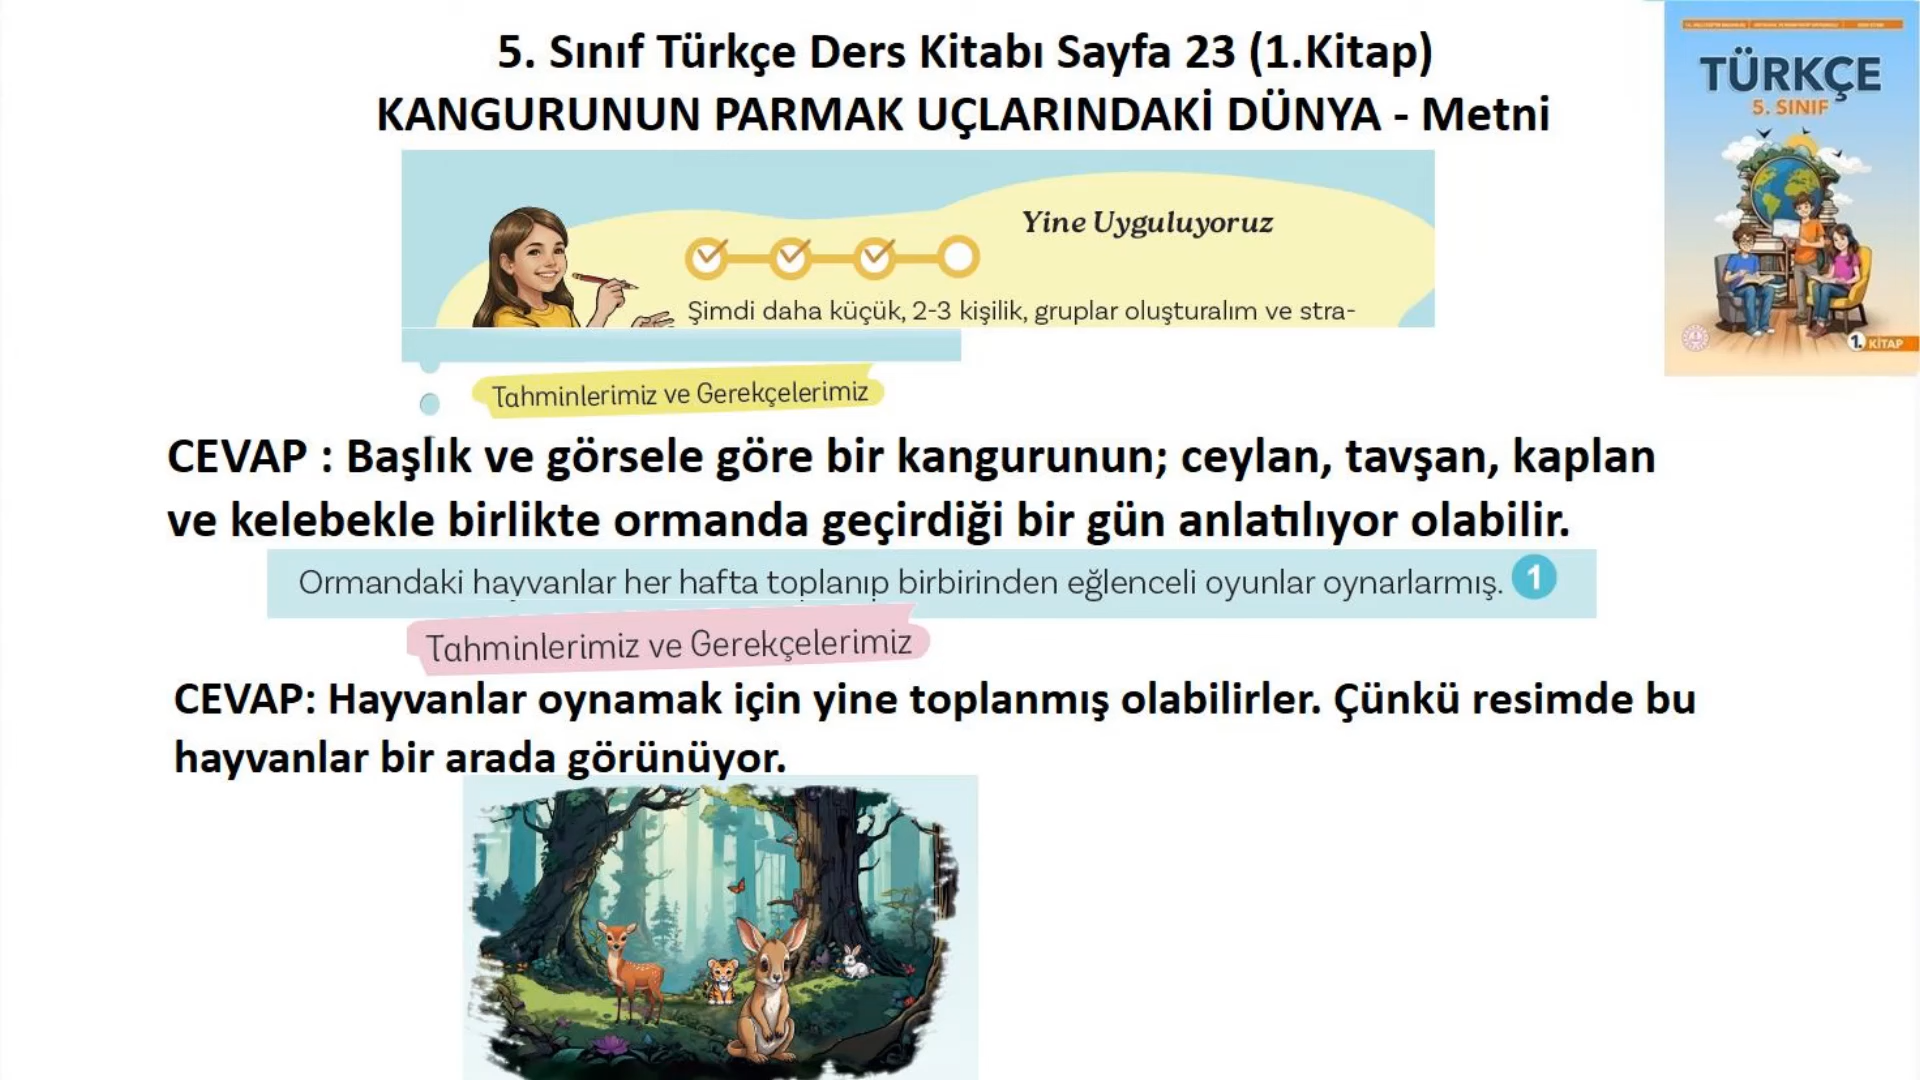 5. Sınıf Türkçe Ders Kitabı Sayfa 23 (1.Kitap)
KANGURUNUN PARMAK UÇLARINDAKİ DÜNYA - Metni
TÜRKÇE
5. SINIF
1. KİTAP
Yine Uyguluyoruz
Şimdi daha küçük, 2-3 kişilik, gruplar oluşturalım ve stra-
Tahminlerimiz ve Gerekçelerimiz
CEVAP : Başlık ve görsele göre bir kangurunun; ceylan, tavşan, kaplan
ve kelebekle birlikte ormanda geçirdiği bir gün anlatılıyor olabilir.
Ormandaki hayvanlar her hafta toplanıp birbirinden eğlenceli oyunlar oynarlarmış. 1
Tahminlerimiz ve Gerekçelerimiz
CEVAP: Hayvanlar oynamak için yine toplanmış olabilirler. Çünkü resimde bu
hayvanlar bir arada görünüyor.